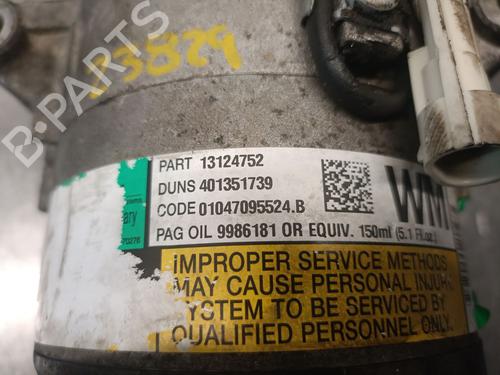 33829
B-PARTS
PART 13124752
DUNS 401351739
CODE 01047095524.B
PAG OIL 9986181 OR EQUIV. 150ml (5.1 Fl.oz.)
WM
IMPROPER SERVICE METHODS
MAY CAUSE PERSONAL INJURY
SYSTEM TO BE SERVICED BY
QUALIFIED PERSONNEL ONLY.